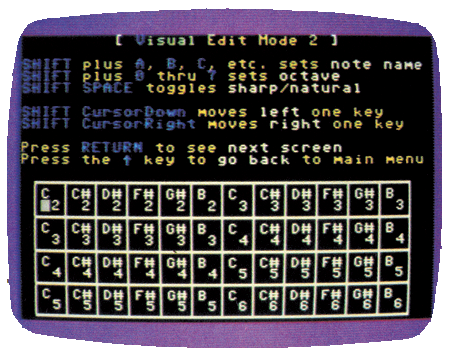 [ Visual Edit Mode 2 ]
SHIFT plus A, B, C, etc. sets note name
SHIFT plus 0 thru 7 sets octave
SHIFT SPACE toggles sharp/natural
SHIFT CursorDown moves left one key
SHIFT CursorRight moves right one key
Press RETURN to see next screen
Press the ↑ key to go back to main menu
C 2 C# 2 D# 2 F# 2 G# 2 B 2 C 3 C# 3 D# 3 F# 3 G# 3 B 3
C 3 C# 3 D# 3 F# 3 G# 3 B 3 C 4 C# 4 D# 4 F# 4 G# 4 B 4
C 4 C# 4 D# 4 F# 4 G# 4 B 4 C 5 C# 5 D# 5 F# 5 G# 5 B 5
C 5 C# 5 D# 5 F# 5 G# 5 B 5 C 6 C# 6 D# 6 F# 6 G# 6 B 6